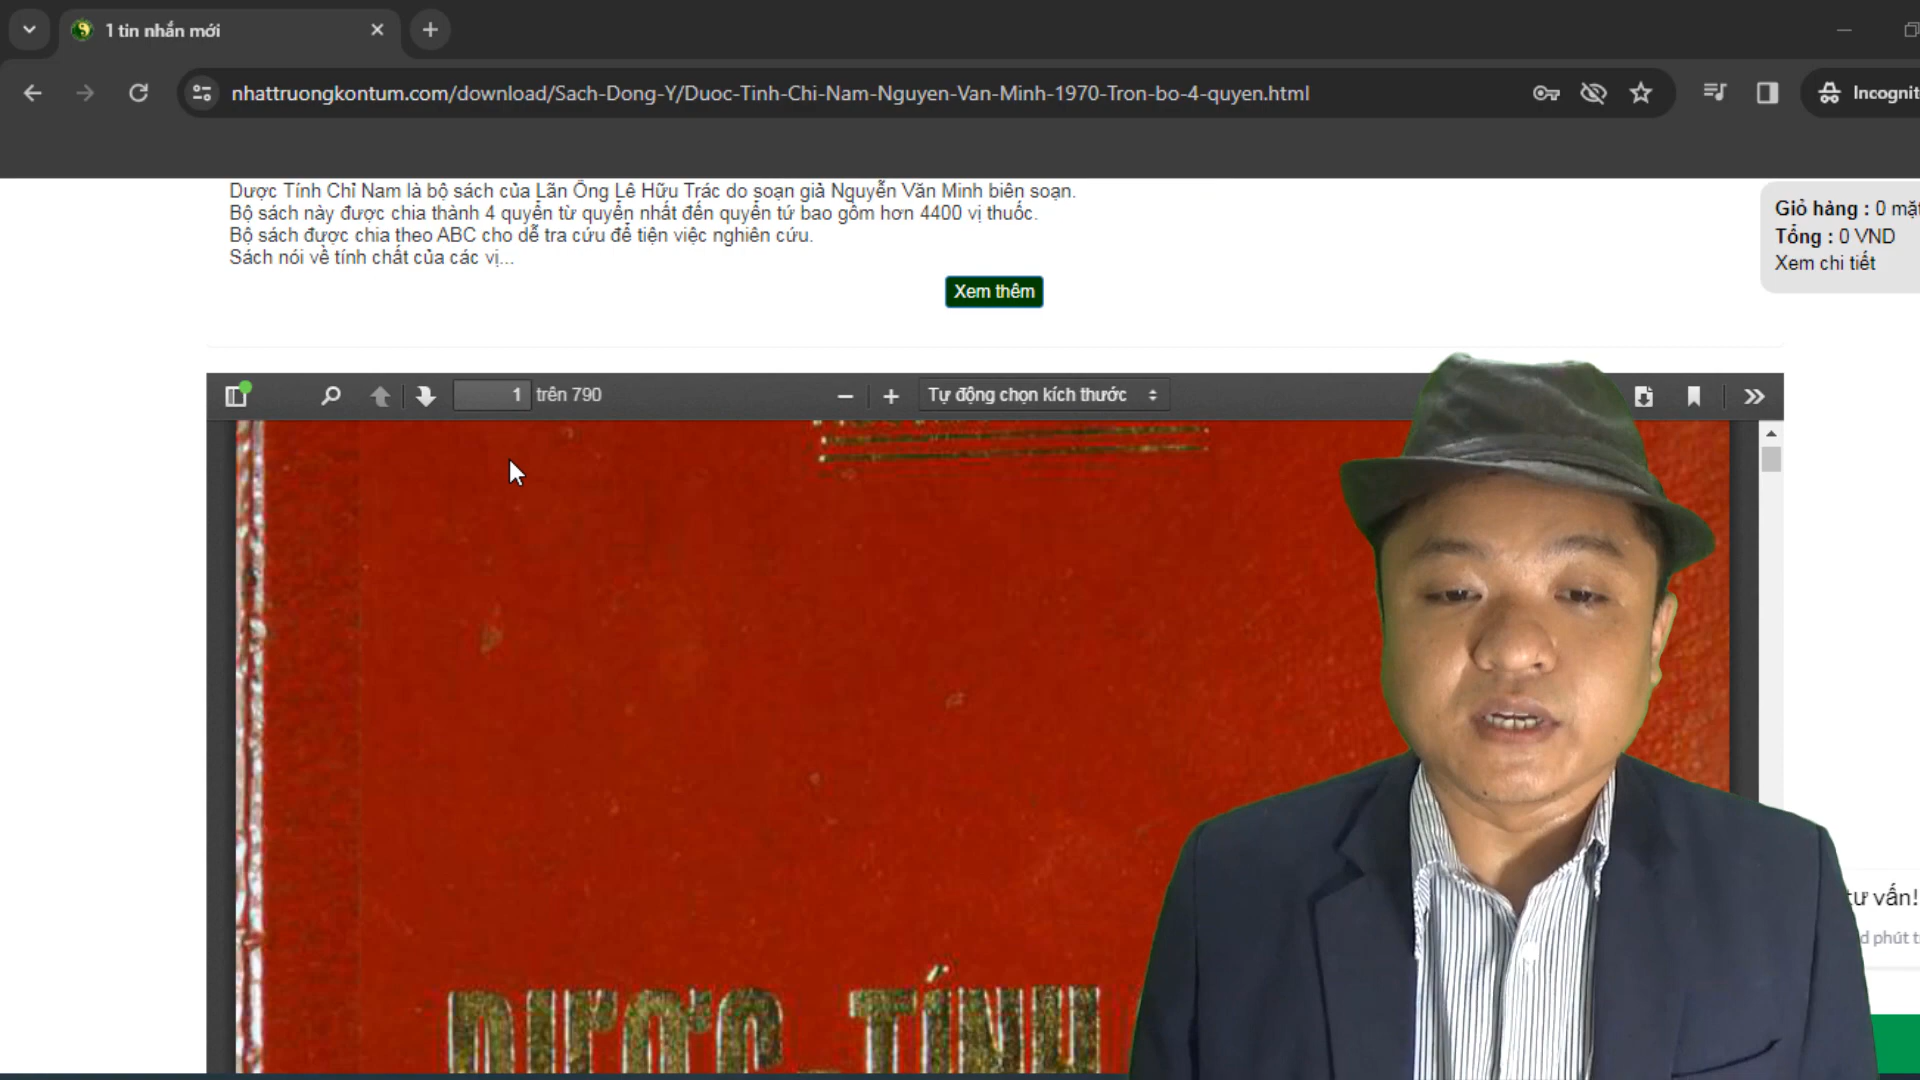 1 tin nhắn mới
nhattruongkontum.com/download/Sach-Dong-Y/Duoc-Tinh-Chi-Nam-Nguyen-Van-Minh-1970-Tron-bo-4-quyen.html
Incognit
Dược Tính Chỉ Nam là bộ sách của Lãn Ông Lê Hữu Trác do soạn giả Nguyễn Văn Minh biên soạn.
Bộ sách này được chia thành 4 quyển từ quyển nhất đến quyển tứ bao gồm hơn 4400 vị thuốc.
Bộ sách được chia theo ABC cho dễ tra cứu để tiện việc nghiên cứu.
Sách nói về tính chất của các vị...
Xem thêm
Giỏ hàng : 0 mặt
Tổng : 0 VND
Xem chi tiết
1 trên 790
Tự động chọn kích thước
DƯỢC-TÍNH
tư vấn!
phút